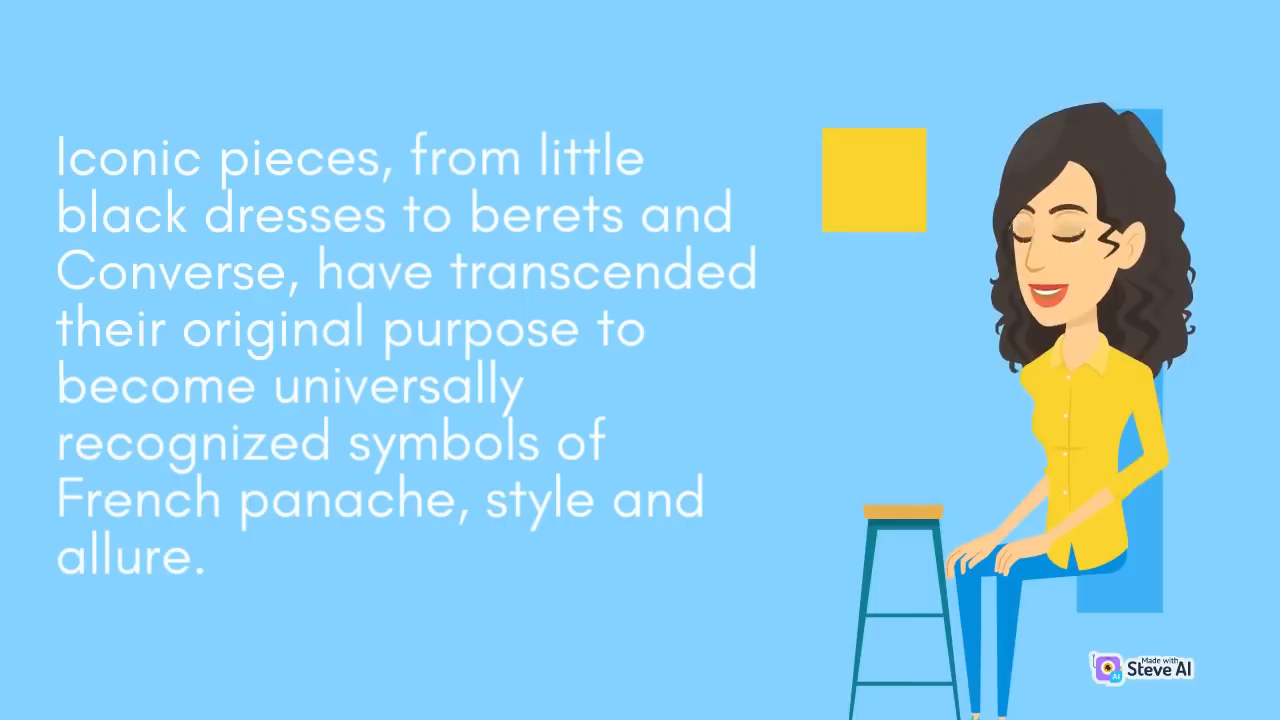 Iconic pieces, from little
black dresses to berets and
Converse, have transcended
their original purpose to
become universally
recognized symbols of
French panache, style and
allure.
Made with
Steve AI
AI